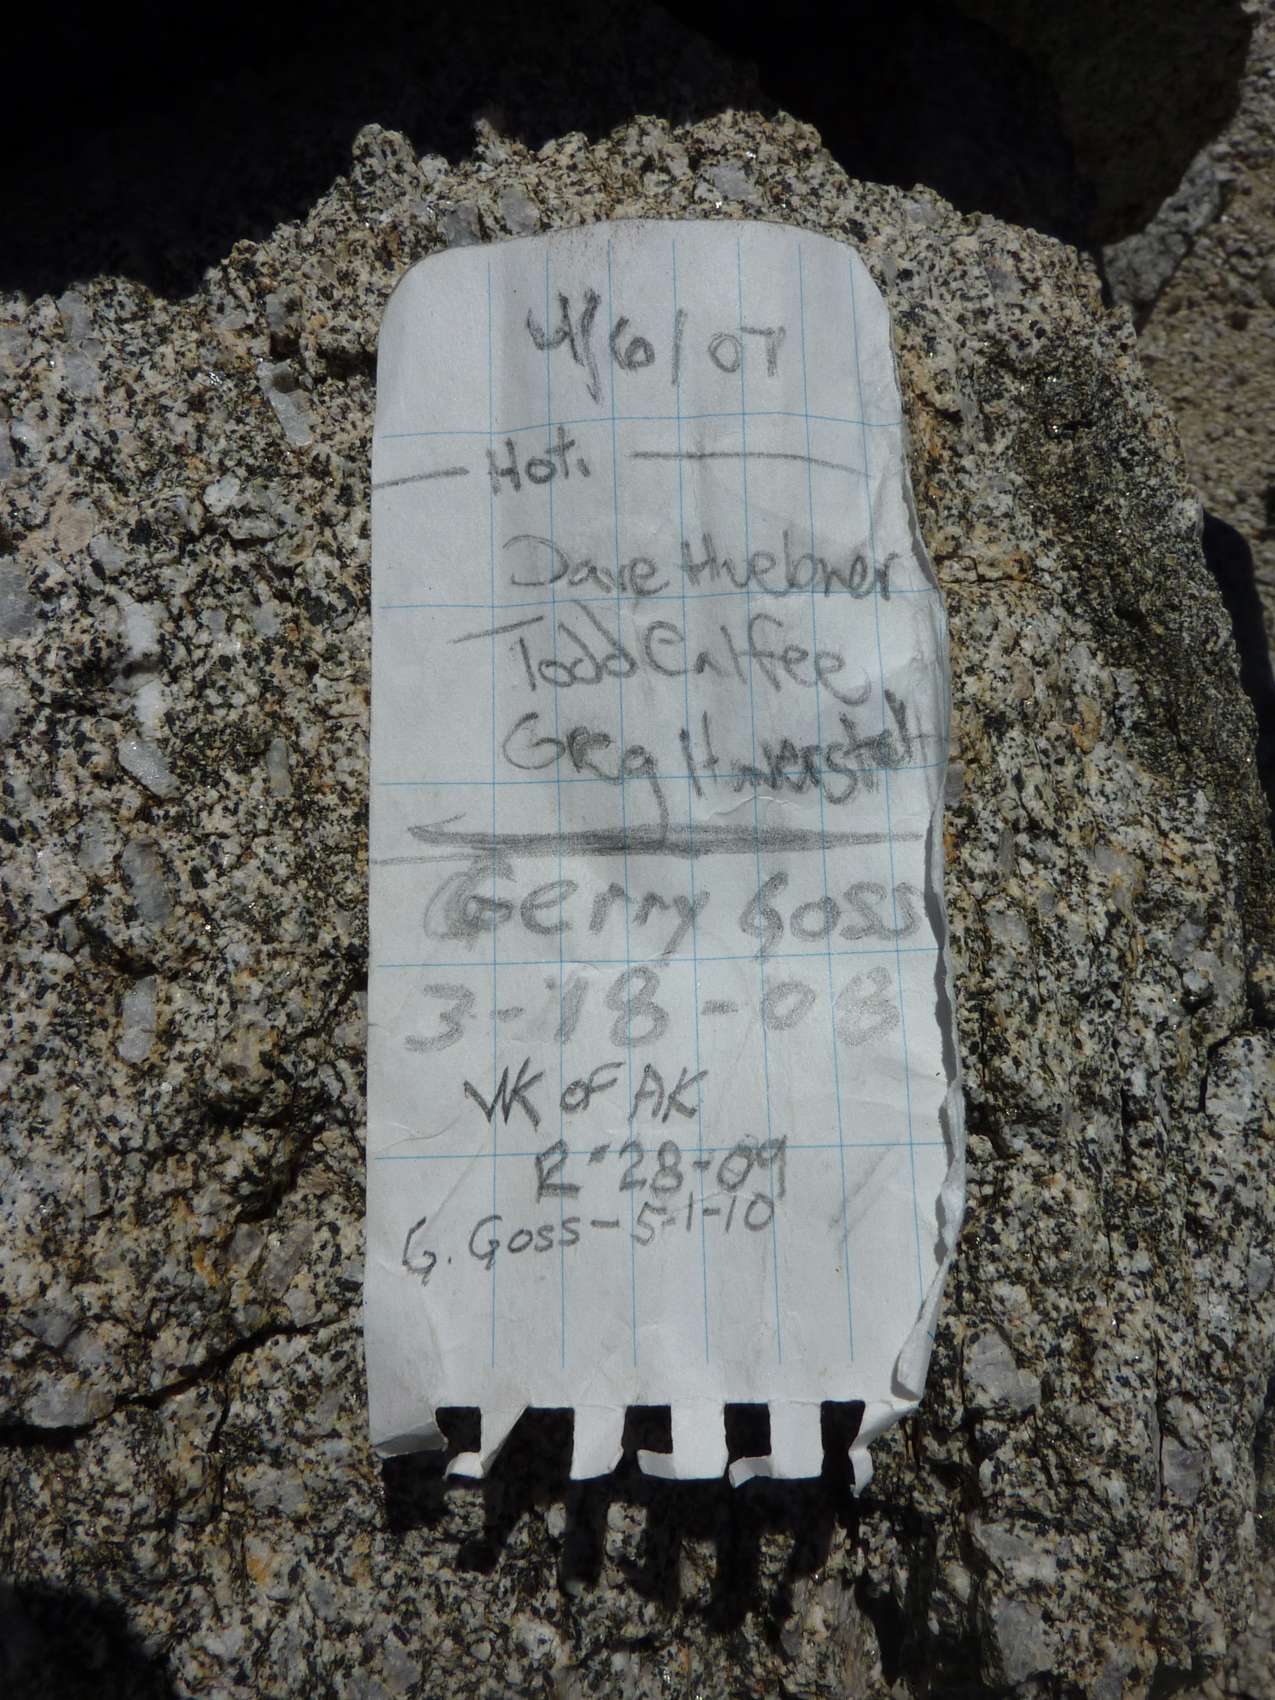 4/6/07
Hot.
Dave Huebner
Todd Calfee
Greg
Gerry Goss
3-18-08
VK of AK
28-09
G. Goss - 5-1-10